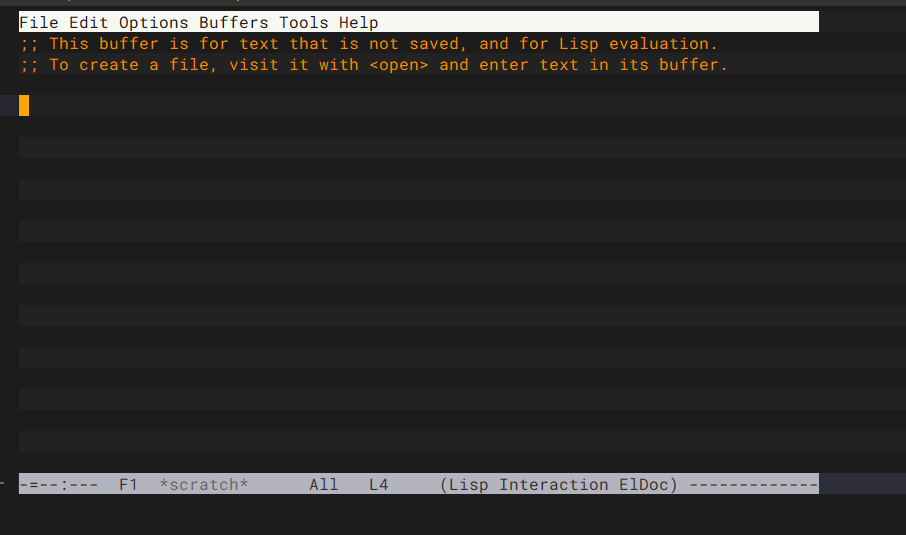 File Edit Options Buffers Tools Help
;; This buffer is for text that is not saved, and for Lisp evaluation.
;; To create a file, visit it with <open> and enter text in its buffer.
-=--:---  F1  *scratch*      All   L4     (Lisp Interaction ElDoc) -------------